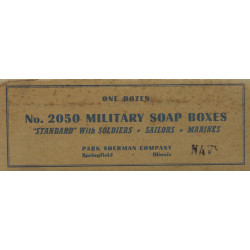 ONE DOZEN
No. 2050 MILITARY SOAP BOXES
"STANDARD" With SOLDIERS • SAILORS • MARINES
PARK SHERMAN COMPANY
Springfield Illinois